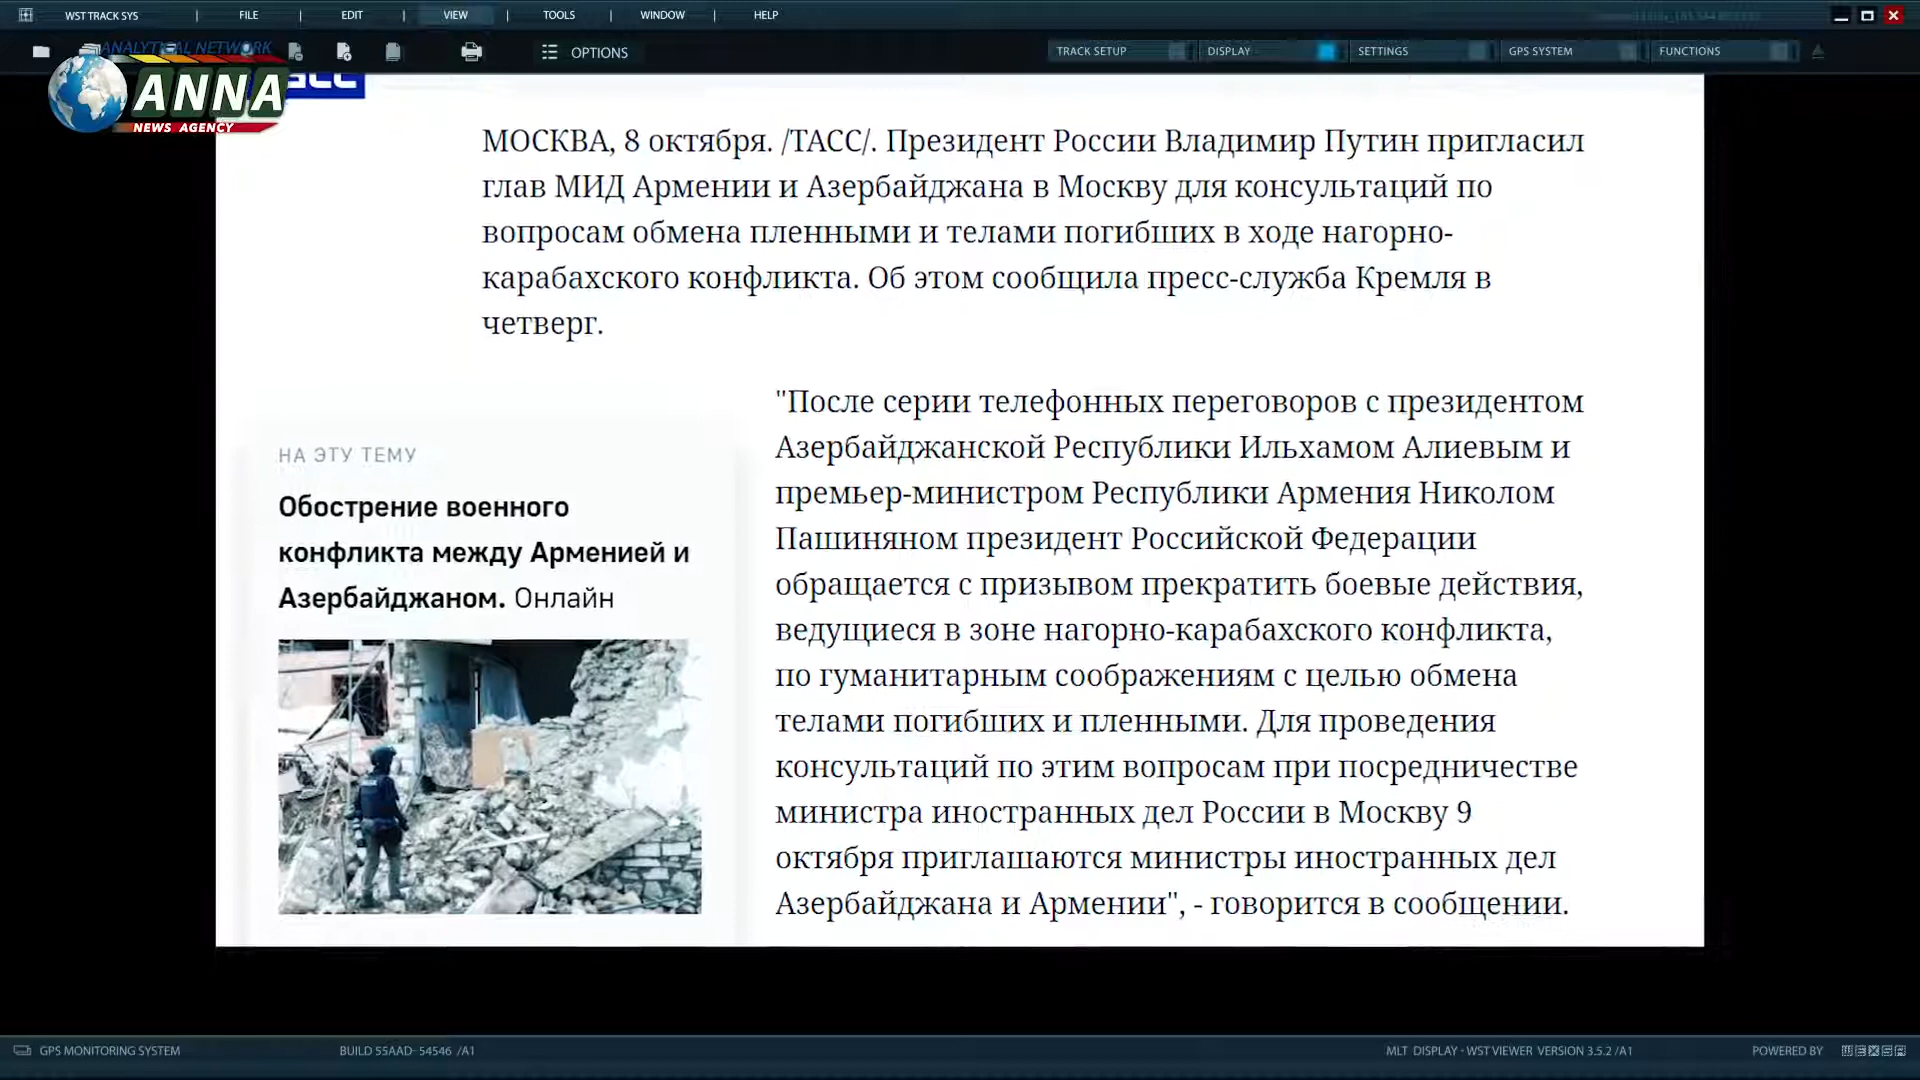 WST TRACK SYS
FILE
EDIT
VIEW
TOOLS
WINDOW
HELP
OPTIONS
TRACK SETUP
DISPLAY
SETTINGS
GPS SYSTEM
FUNCTIONS
ANALYTICAL NETWORK
ANNA
NEWS AGENCY
МОСКВА, 8 октября. /ТАСС/. Президент России Владимир Путин пригласил
глав МИД Армении и Азербайджана в Москву для консультаций по
вопросам обмена пленными и телами погибших в ходе нагорно-
карабахского конфликта. Об этом сообщила пресс-служба Кремля в
четверг.
НА ЭТУ ТЕМУ
Обострение военного
конфликта между Арменией и
Азербайджаном. Онлайн
"После серии телефонных переговоров с президентом
Азербайджанской Республики Ильхамом Алиевым и
премьер-министром Республики Армения Николом
Пашиняном президент Российской Федерации
обращается с призывом прекратить боевые действия,
ведущиеся в зоне нагорно-карабахского конфликта,
по гуманитарным соображениям с целью обмена
телами погибших и пленными. Для проведения
консультаций по этим вопросам при посредничестве
министра иностранных дел России в Москву 9
октября приглашаются министры иностранных дел
Азербайджана и Армении", - говорится в сообщении.
GPS MONITORING SYSTEM
BUILD 55AAD- 54546 /A1
MLT DISPLAY - WST VIEWER VERSION 3.5.2 /A1
POWERED BY